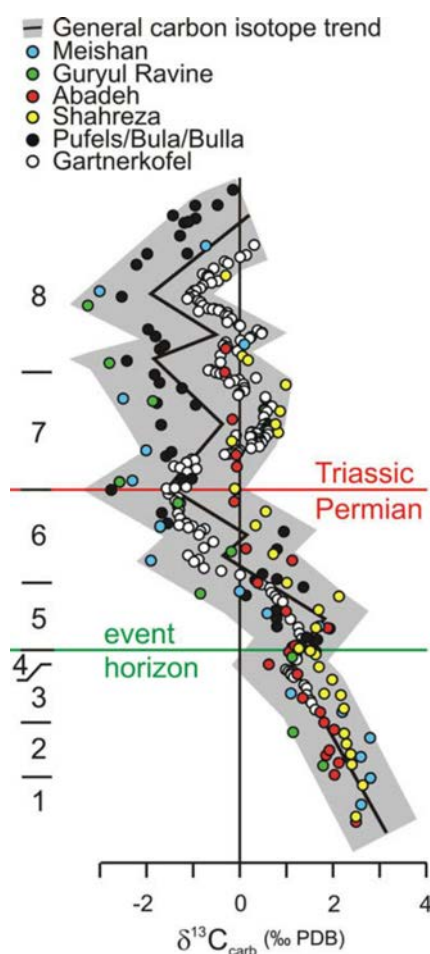 General carbon isotope trend
Meishan
Guryul Ravine
Abadeh
Shahreza
Pufels/Bula/Bulla
Gartnerkofel
8
7
Triassic
Permian
6
5
event
horizon
4
3
2
1
-2 0 2 4
δ¹³C_carb (‰ PDB)